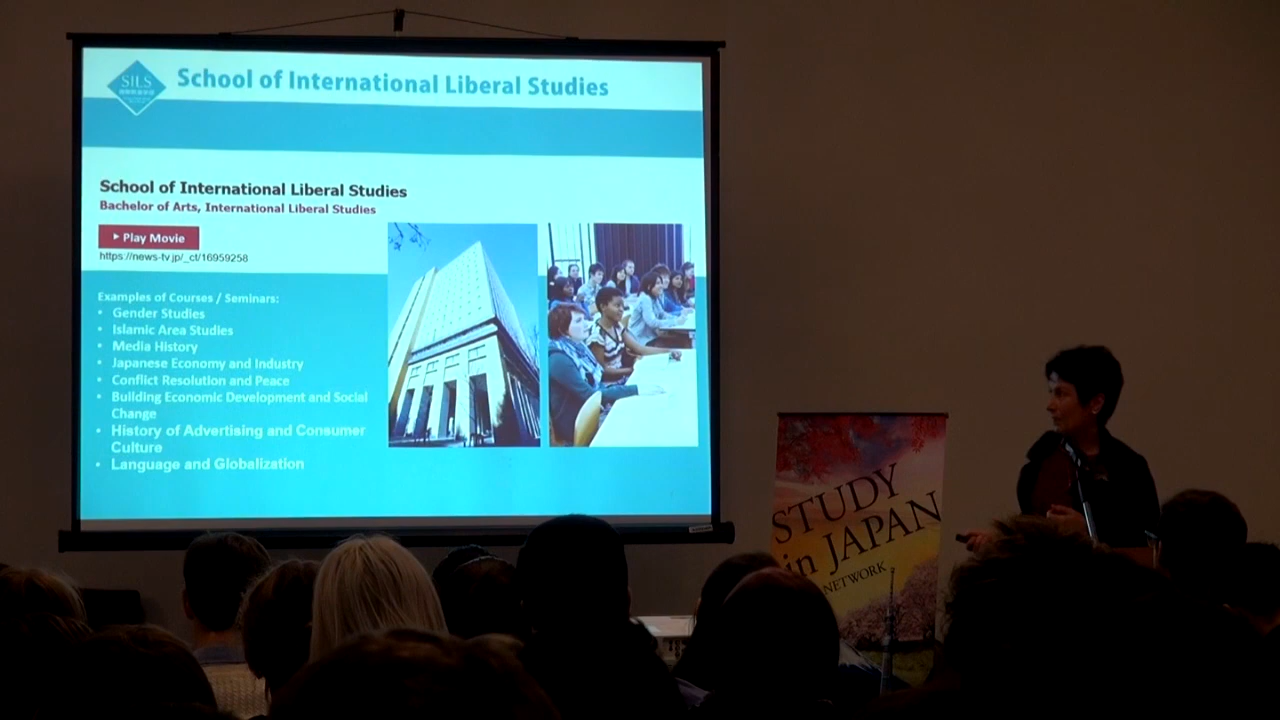 SILS
School of International Liberal Studies
School of International Liberal Studies
Bachelor of Arts, International Liberal Studies
Play Movie
https://news-tv.jp/_ct/16959258
Examples of Courses / Seminars:
• Gender Studies
• Islamic Area Studies
• Media History
• Japanese Economy and Industry
• Conflict Resolution and Peace
• Building Economic Development and Social
Change
• History of Advertising and Consumer
Culture
• Language and Globalization
STUDY
in JAPAN
NETWORK